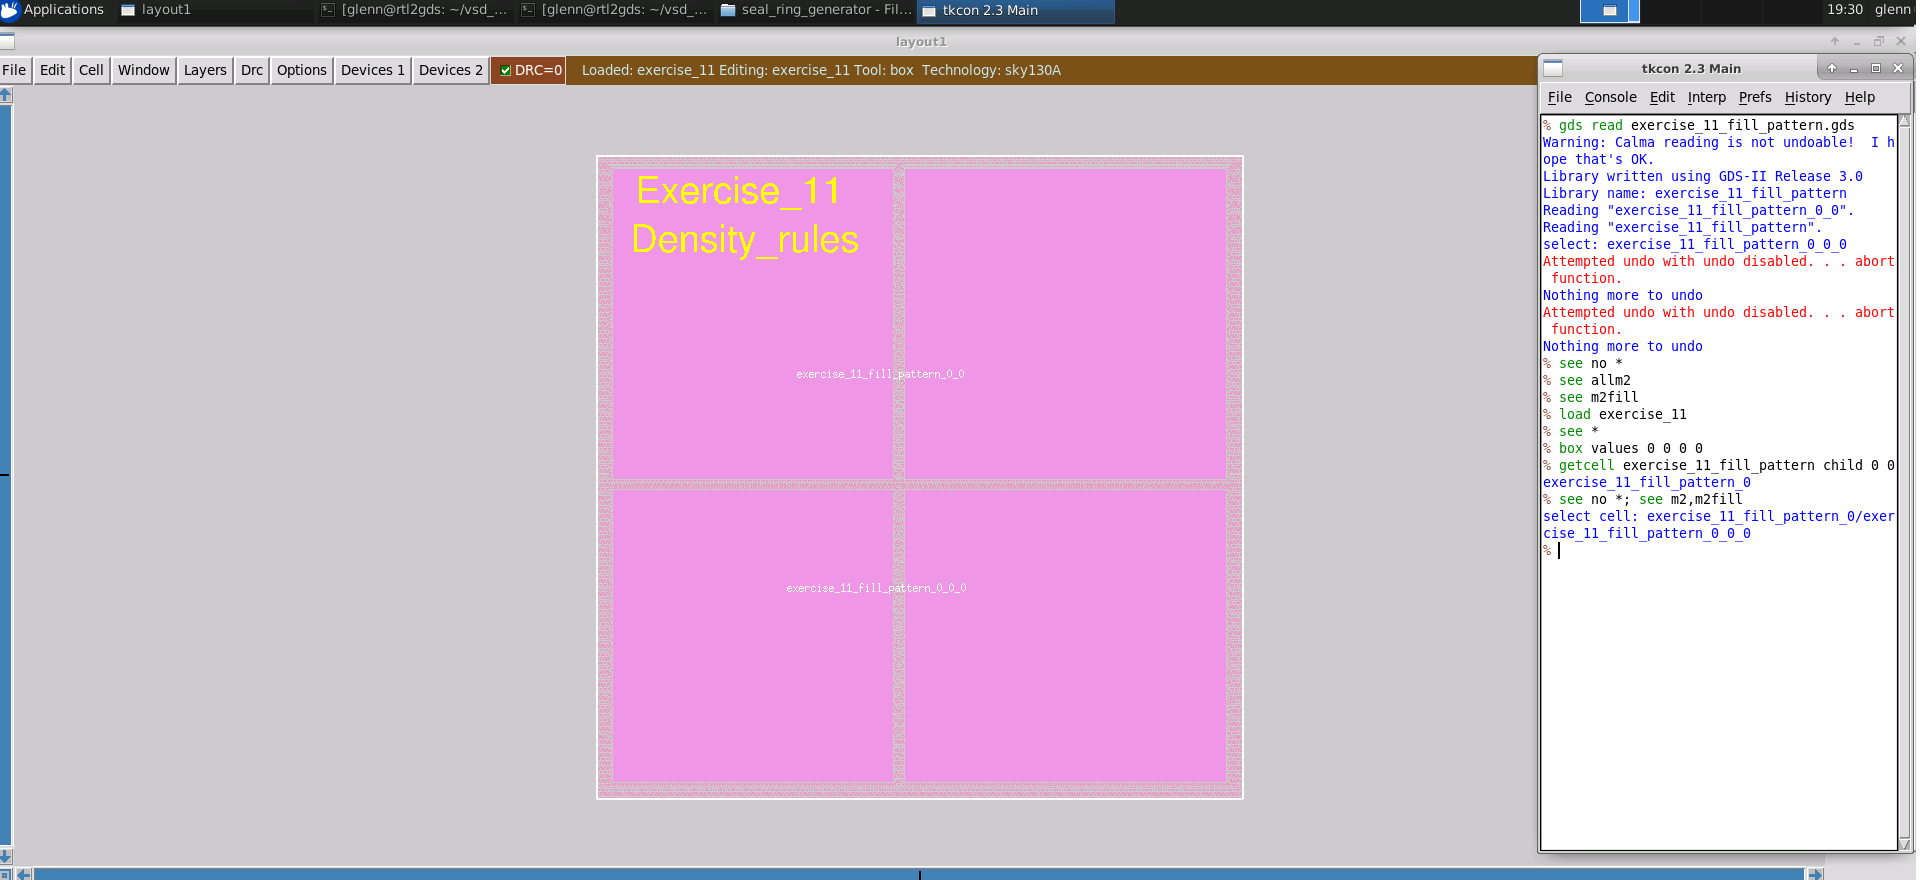 Applications
layout1
[glenn@rtl2gds: ~/vsd_...
[glenn@rtl2gds: ~/vsd_...
seal_ring_generator - Fil...
tkcon 2.3 Main
19:30 glenn
layout1
File Edit Cell Window Layers Drc Options Devices 1 Devices 2 DRC=0 Loaded: exercise_11 Editing: exercise_11 Tool: box Technology: sky130A
Exercise_11
Density_rules
exercise_11_fill_pattern_0_0
exercise_11_fill_pattern_0_0_0
tkcon 2.3 Main
File Console Edit Interp Prefs History Help
% gds read exercise_11_fill_pattern.gds
Warning: Calma reading is not undoable!  I h
ope that's OK.
Library written using GDS-II Release 3.0
Library name: exercise_11_fill_pattern
Reading "exercise_11_fill_pattern_0_0".
Reading "exercise_11_fill_pattern".
select: exercise_11_fill_pattern_0_0_0
Attempted undo with undo disabled. . . abort
function.
Nothing more to undo
Attempted undo with undo disabled. . . abort
function.
Nothing more to undo
% see no *
% see allm2
% see m2fill
% load exercise_11
% see *
% box values 0 0 0 0
% getcell exercise_11_fill_pattern child 0 0
exercise_11_fill_pattern_0
% see no *; see m2,m2fill
select cell: exercise_11_fill_pattern_0/exer
cise_11_fill_pattern_0_0_0
%